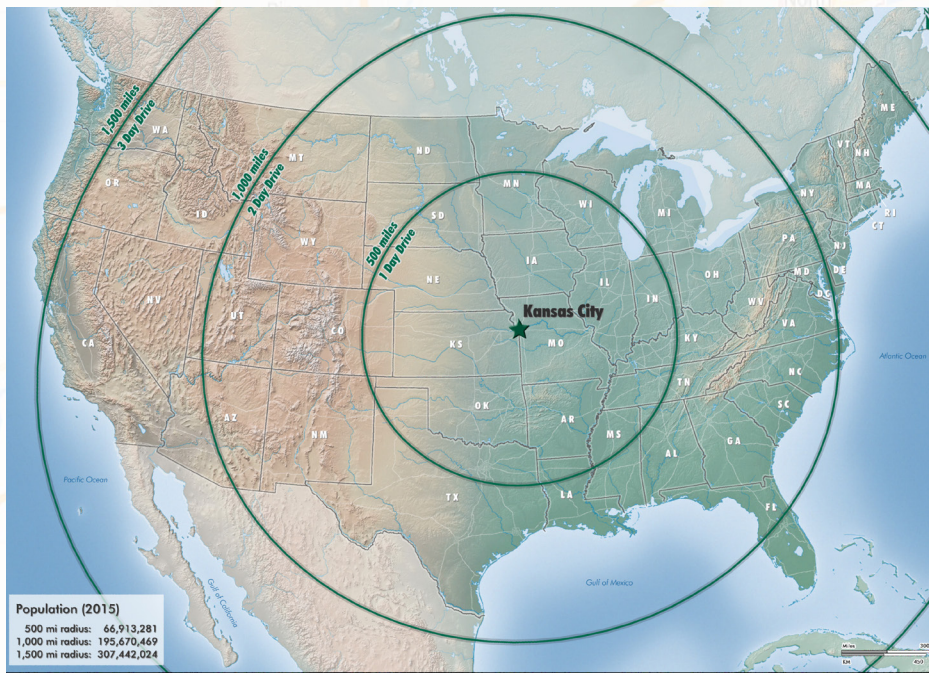 N
ME
1,500 miles
3 Day Drive
WA
MT
ND
MN
VT
NH
1,000 miles
2 Day Drive
OR
ID
WY
SD
WI
MI
NY
MA
RI
CT
500 miles
1 Day Drive
IA
PA
NJ
NV
UT
CO
NE
IL
IN
OH
MD
DE
DC
WV
Kansas City
CA
KS
MO
KY
VA
Atlantic Ocean
AZ
NM
OK
AR
TN
NC
SC
MS
AL
GA
Pacific Ocean
TX
LA
FL
Gulf of California
Gulf of Mexico
Population (2015)
500 mi radius: 66,913,281
1,000 mi radius: 195,670,469
1,500 mi radius: 307,442,024
Miles 300
KM 450